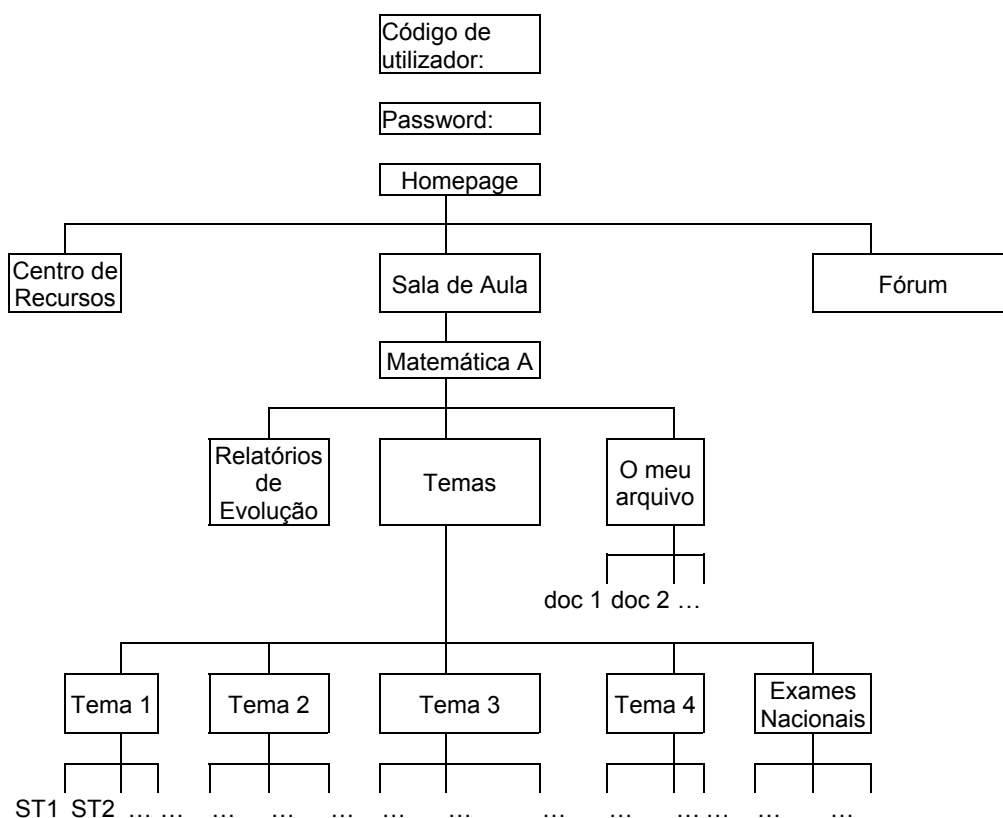 Código de
utilizador:
Password:
Homepage
Centro de
Recursos
Sala de Aula
Fórum
Matemática A
Relatórios
de
Evolução
Temas
O meu
arquivo
doc 1 doc 2 …
Tema 1
Tema 2
Tema 3
Tema 4
Exames
Nacionais
ST1 ST2 … … … … … … … … … … … … …